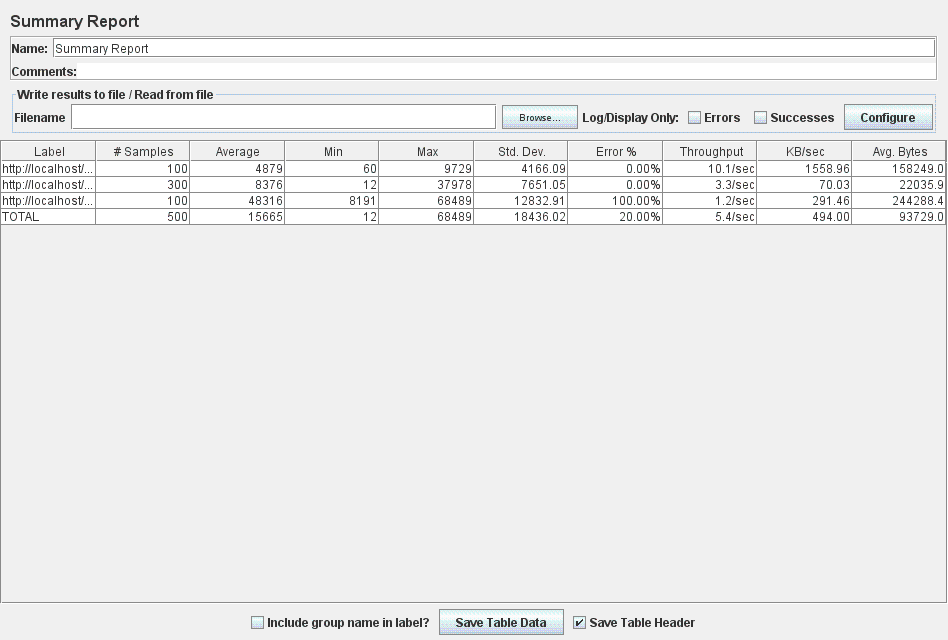 Summary Report
Name: Summary Report
Comments:
Write results to file / Read from file
Filename Browse... Log/Display Only: Errors Successes Configure
Label # Samples Average Min Max Std. Dev. Error % Throughput KB/sec Avg. Bytes
http://localhost/... 100 4879 60 9729 4166.09 0.00% 10.1/sec 1558.96 158249.0
http://localhost/... 300 8376 12 37978 7651.05 0.00% 3.3/sec 70.03 22035.9
http://localhost/... 100 48316 8191 68489 12832.91 100.00% 1.2/sec 291.46 244288.4
TOTAL 500 15665 12 68489 18436.02 20.00% 5.4/sec 494.00 93729.0
Include group name in label? Save Table Data Save Table Header